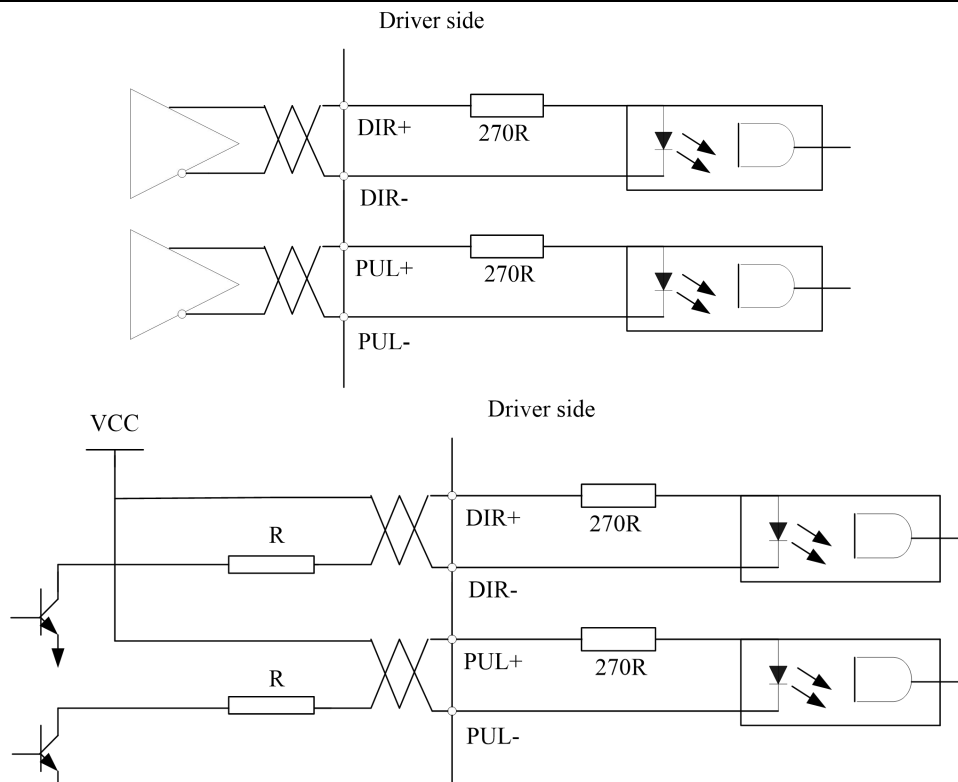 Driver side
DIR+
270R
DIR-
PUL+
270R
PUL-
Driver side
VCC
DIR+
270R
R
DIR-
PUL+
270R
R
PUL-